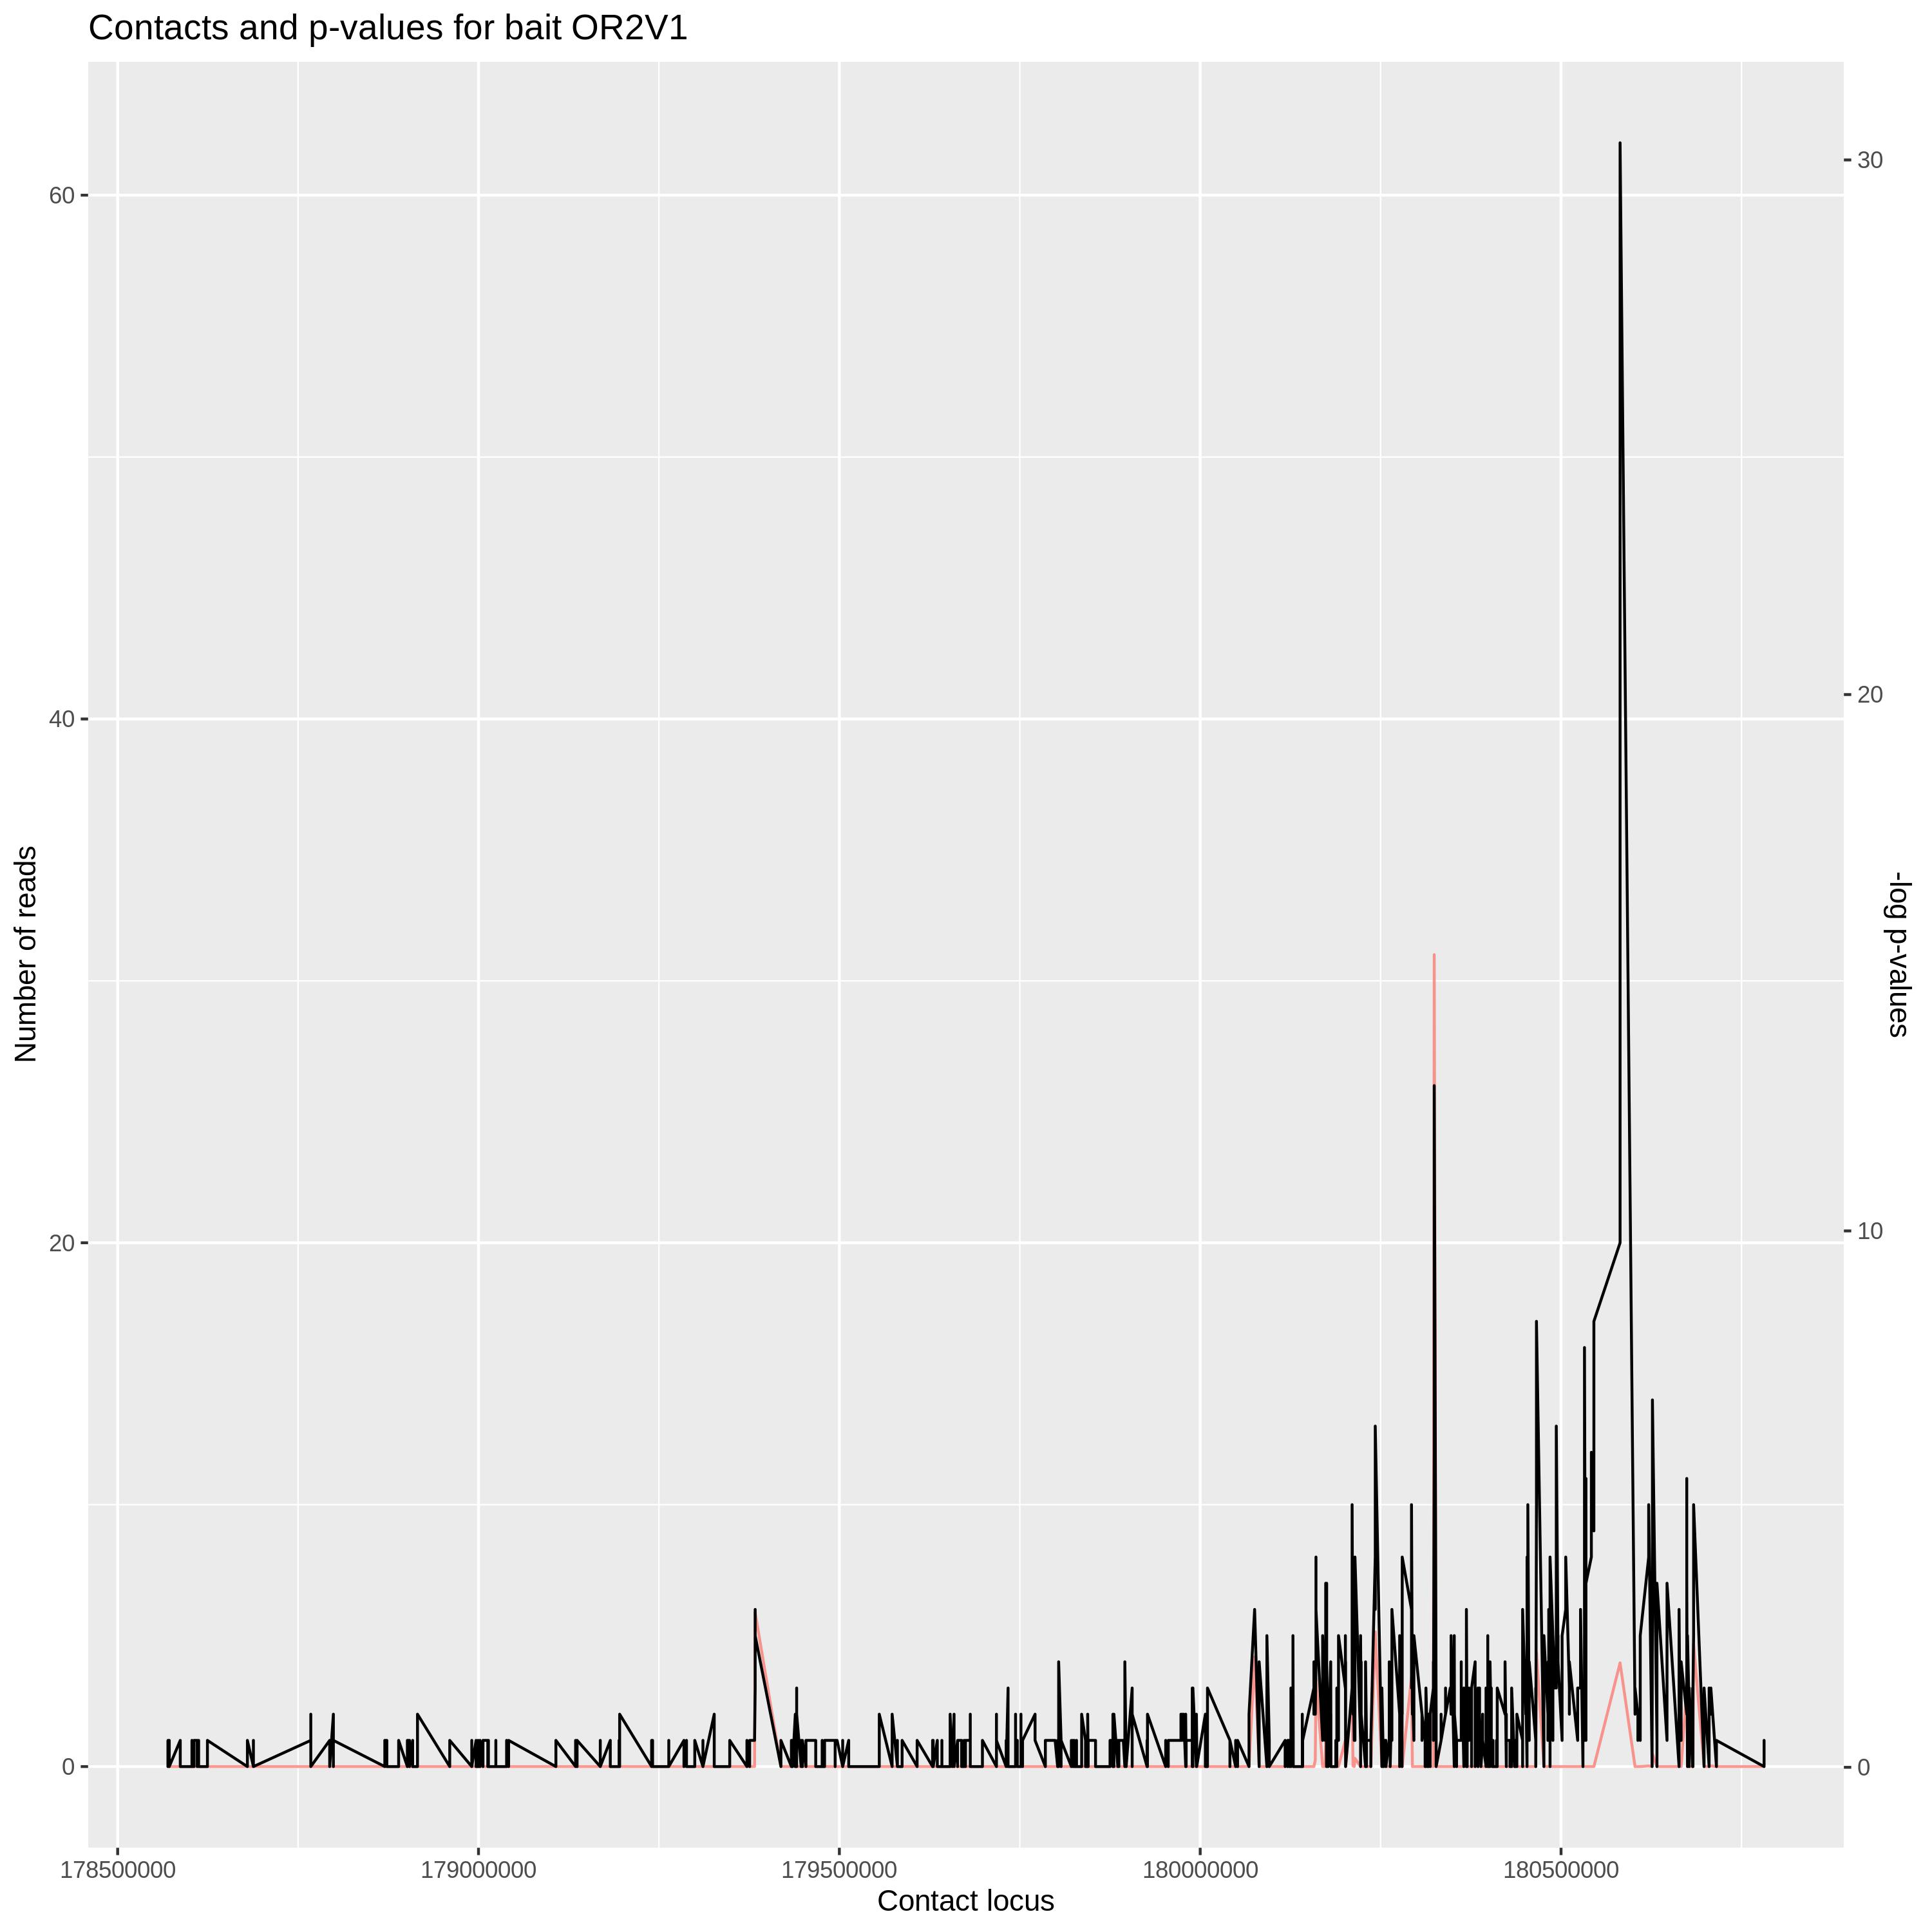 Contacts and p-values for bait OR2V1
60
40
20
0
Number of reads
30
20
10
0
-log p-values
178500000 179000000 179500000 180000000 180500000
Contact locus